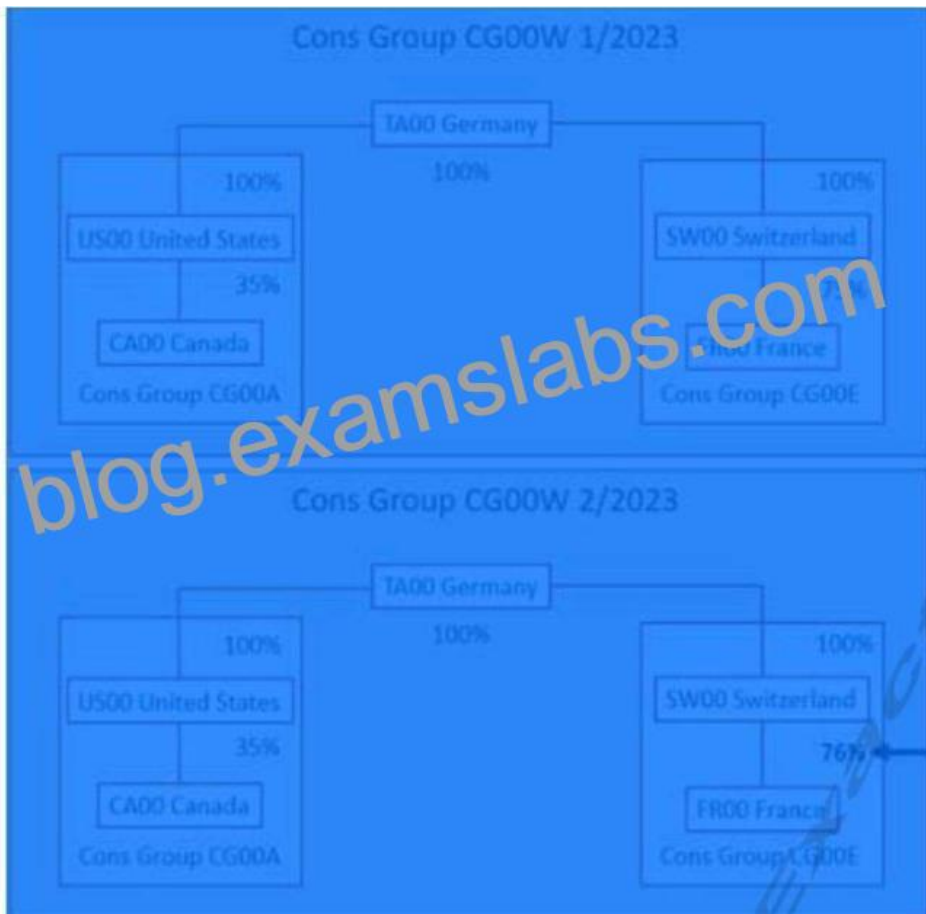 Cons Group CG00W 1/2023
TA00 Germany
100%
100%
100%
US00 United States
SW00 Switzerland
35%
CA00 Canada
FR00 France
Cons Group CG00A
Cons Group CG00E
blog.examslabs.com
Cons Group CG00W 2/2023
TA00 Germany
100%
100%
100%
US00 United States
SW00 Switzerland
35%
76%
CA00 Canada
FR00 France
Cons Group CG00A
Cons Group CG00E